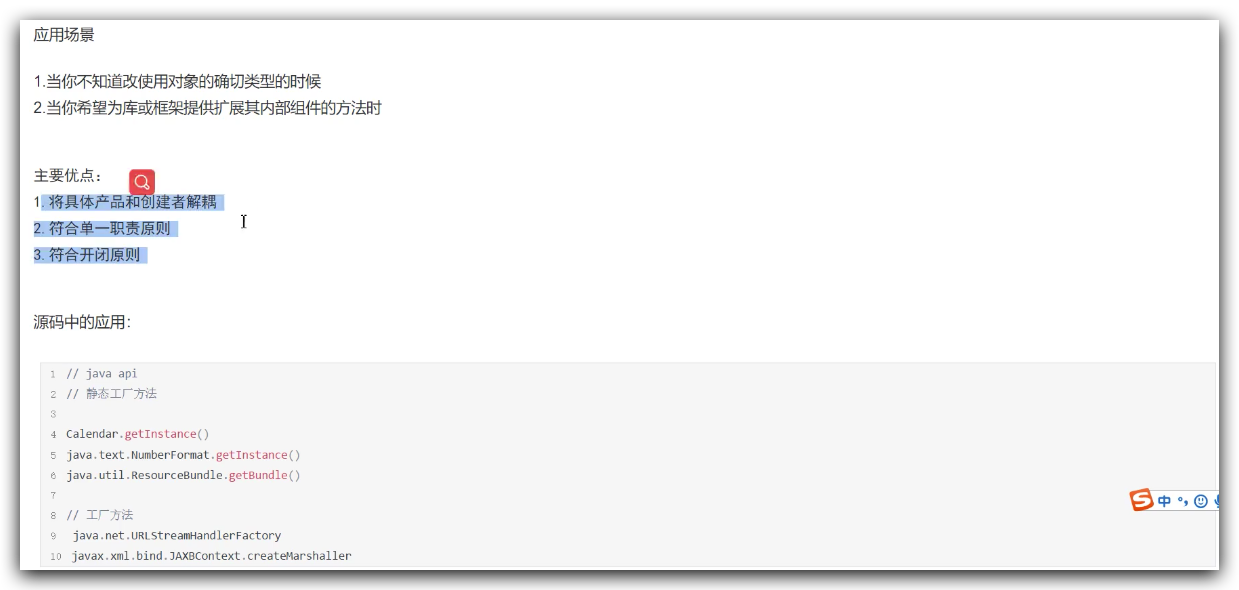 应用场景
1.当你不知道改使用对象的确切类型的时候
2.当你希望为库或框架提供扩展其内部组件的方法时
主要优点：
1. 将具体产品和创建者解耦
2. 符合单一职责原则
3. 符合开闭原则
源码中的应用：
1 // java api
2 // 静态工厂方法
3
4 Calendar.getInstance()
5 java.text.NumberFormat.getInstance()
6 java.util.ResourceBundle.getBundle()
7
8 // 工厂方法
9 java.net.URLStreamHandlerFactory
10 javax.xml.bind.JAXBContext.createMarshaller
S 中 °,